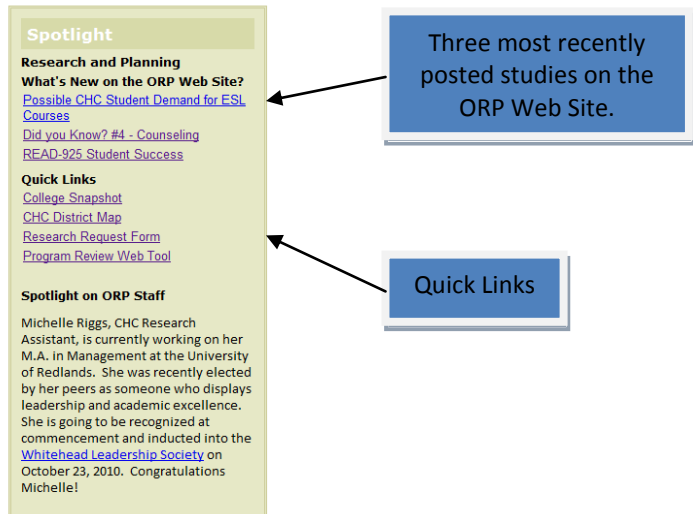 Spotlight
Research and Planning
What's New on the ORP Web Site?
Possible CHC Student Demand for ESL
Courses
Did you Know? #4 - Counseling
READ-925 Student Success
Quick Links
College Snapshot
CHC District Map
Research Request Form
Program Review Web Tool
Spotlight on ORP Staff
Michelle Riggs, CHC Research
Assistant, is currently working on her
M.A. in Management at the University
of Redlands. She was recently elected
by her peers as someone who displays
leadership and academic excellence.
She is going to be recognized at
commencement and inducted into the
Whitehead Leadership Society on
October 23, 2010. Congratulations
Michelle!
Three most recently
posted studies on the
ORP Web Site.
Quick Links